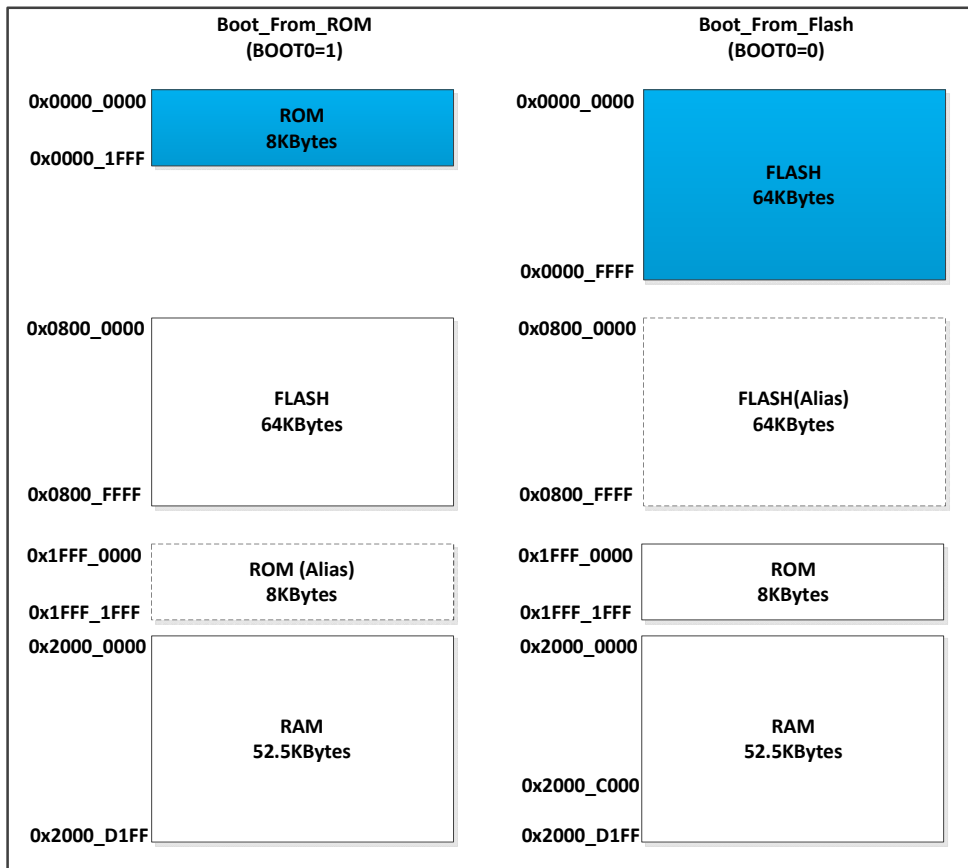 Boot_From_ROM
(BOOT0=1)
0x0000_0000
ROM
8KBytes
0x0000_1FFF
0x0800_0000
FLASH
64KBytes
0x0800_FFFF
0x1FFF_0000
ROM (Alias)
8KBytes
0x1FFF_1FFF
0x2000_0000
RAM
52.5KBytes
0x2000_D1FF
Boot_From_Flash
(BOOT0=0)
0x0000_0000
FLASH
64KBytes
0x0000_FFFF
0x0800_0000
FLASH(Alias)
64KBytes
0x0800_FFFF
0x1FFF_0000
ROM
8KBytes
0x1FFF_1FFF
0x2000_0000
RAM
52.5KBytes
0x2000_C000
0x2000_D1FF